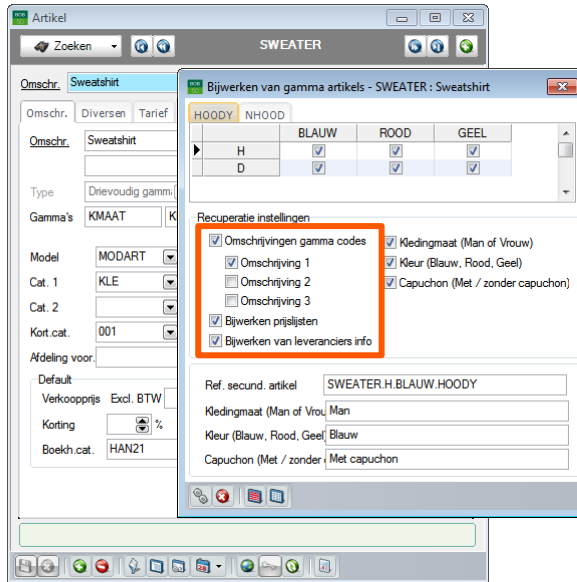 Artikel
Zoeken
SWEATER
Omschr. Sweatshirt
Omschr. Diversen Tarief
Omschr. Sweatshirt
Type Drievoudig gamm
Gamma's KMAAT K
Model MODART
Cat. 1 KLE
Cat. 2
Kort.cat. 001
Afdeling voor.
Default
Verkoopprijs Excl. BTW
Korting %
Boekh.cat. HAN21
Bijwerken van gamma artikels - SWEATER : Sweatshirt
HOODY NHOOD
BLAUW ROOD GEEL
H
D
Recuperatie instellingen
Omschrijvingen gamma codes
Omschrijving 1
Omschrijving 2
Omschrijving 3
Bijwerken prijslijsten
Bijwerken van leveranciers info
Kledingmaat (Man of Vrouw)
Kleur (Blauw, Rood, Geel)
Capuchon (Met / zonder capuchon)
Ref. secund. artikel SWEATER.H.BLAUW.HOODY
Kledingmaat (Man of Vrou Man
Kleur (Blauw, Rood, Geel Blauw
Capuchon (Met / zonder Met capuchon